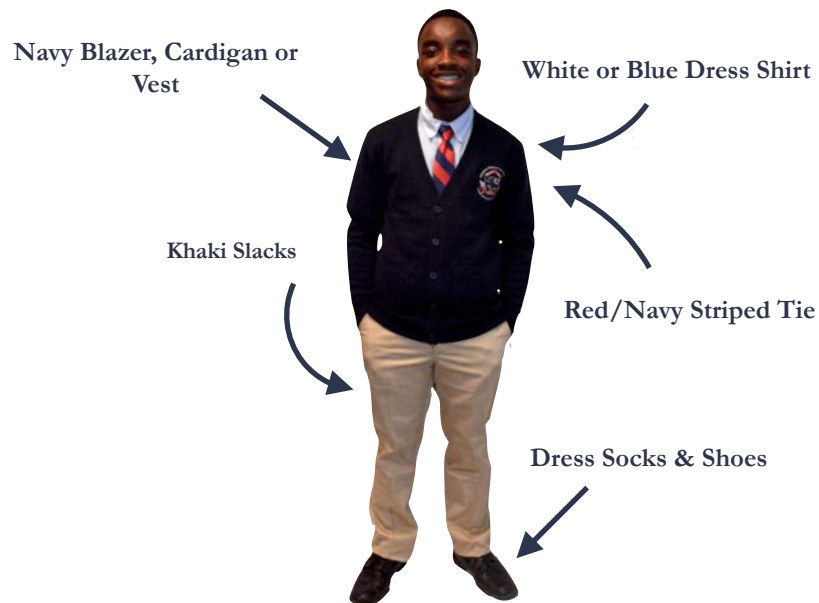 Navy Blazer, Cardigan or
Vest
White or Blue Dress Shirt
Khaki Slacks
Red/Navy Striped Tie
Dress Socks & Shoes